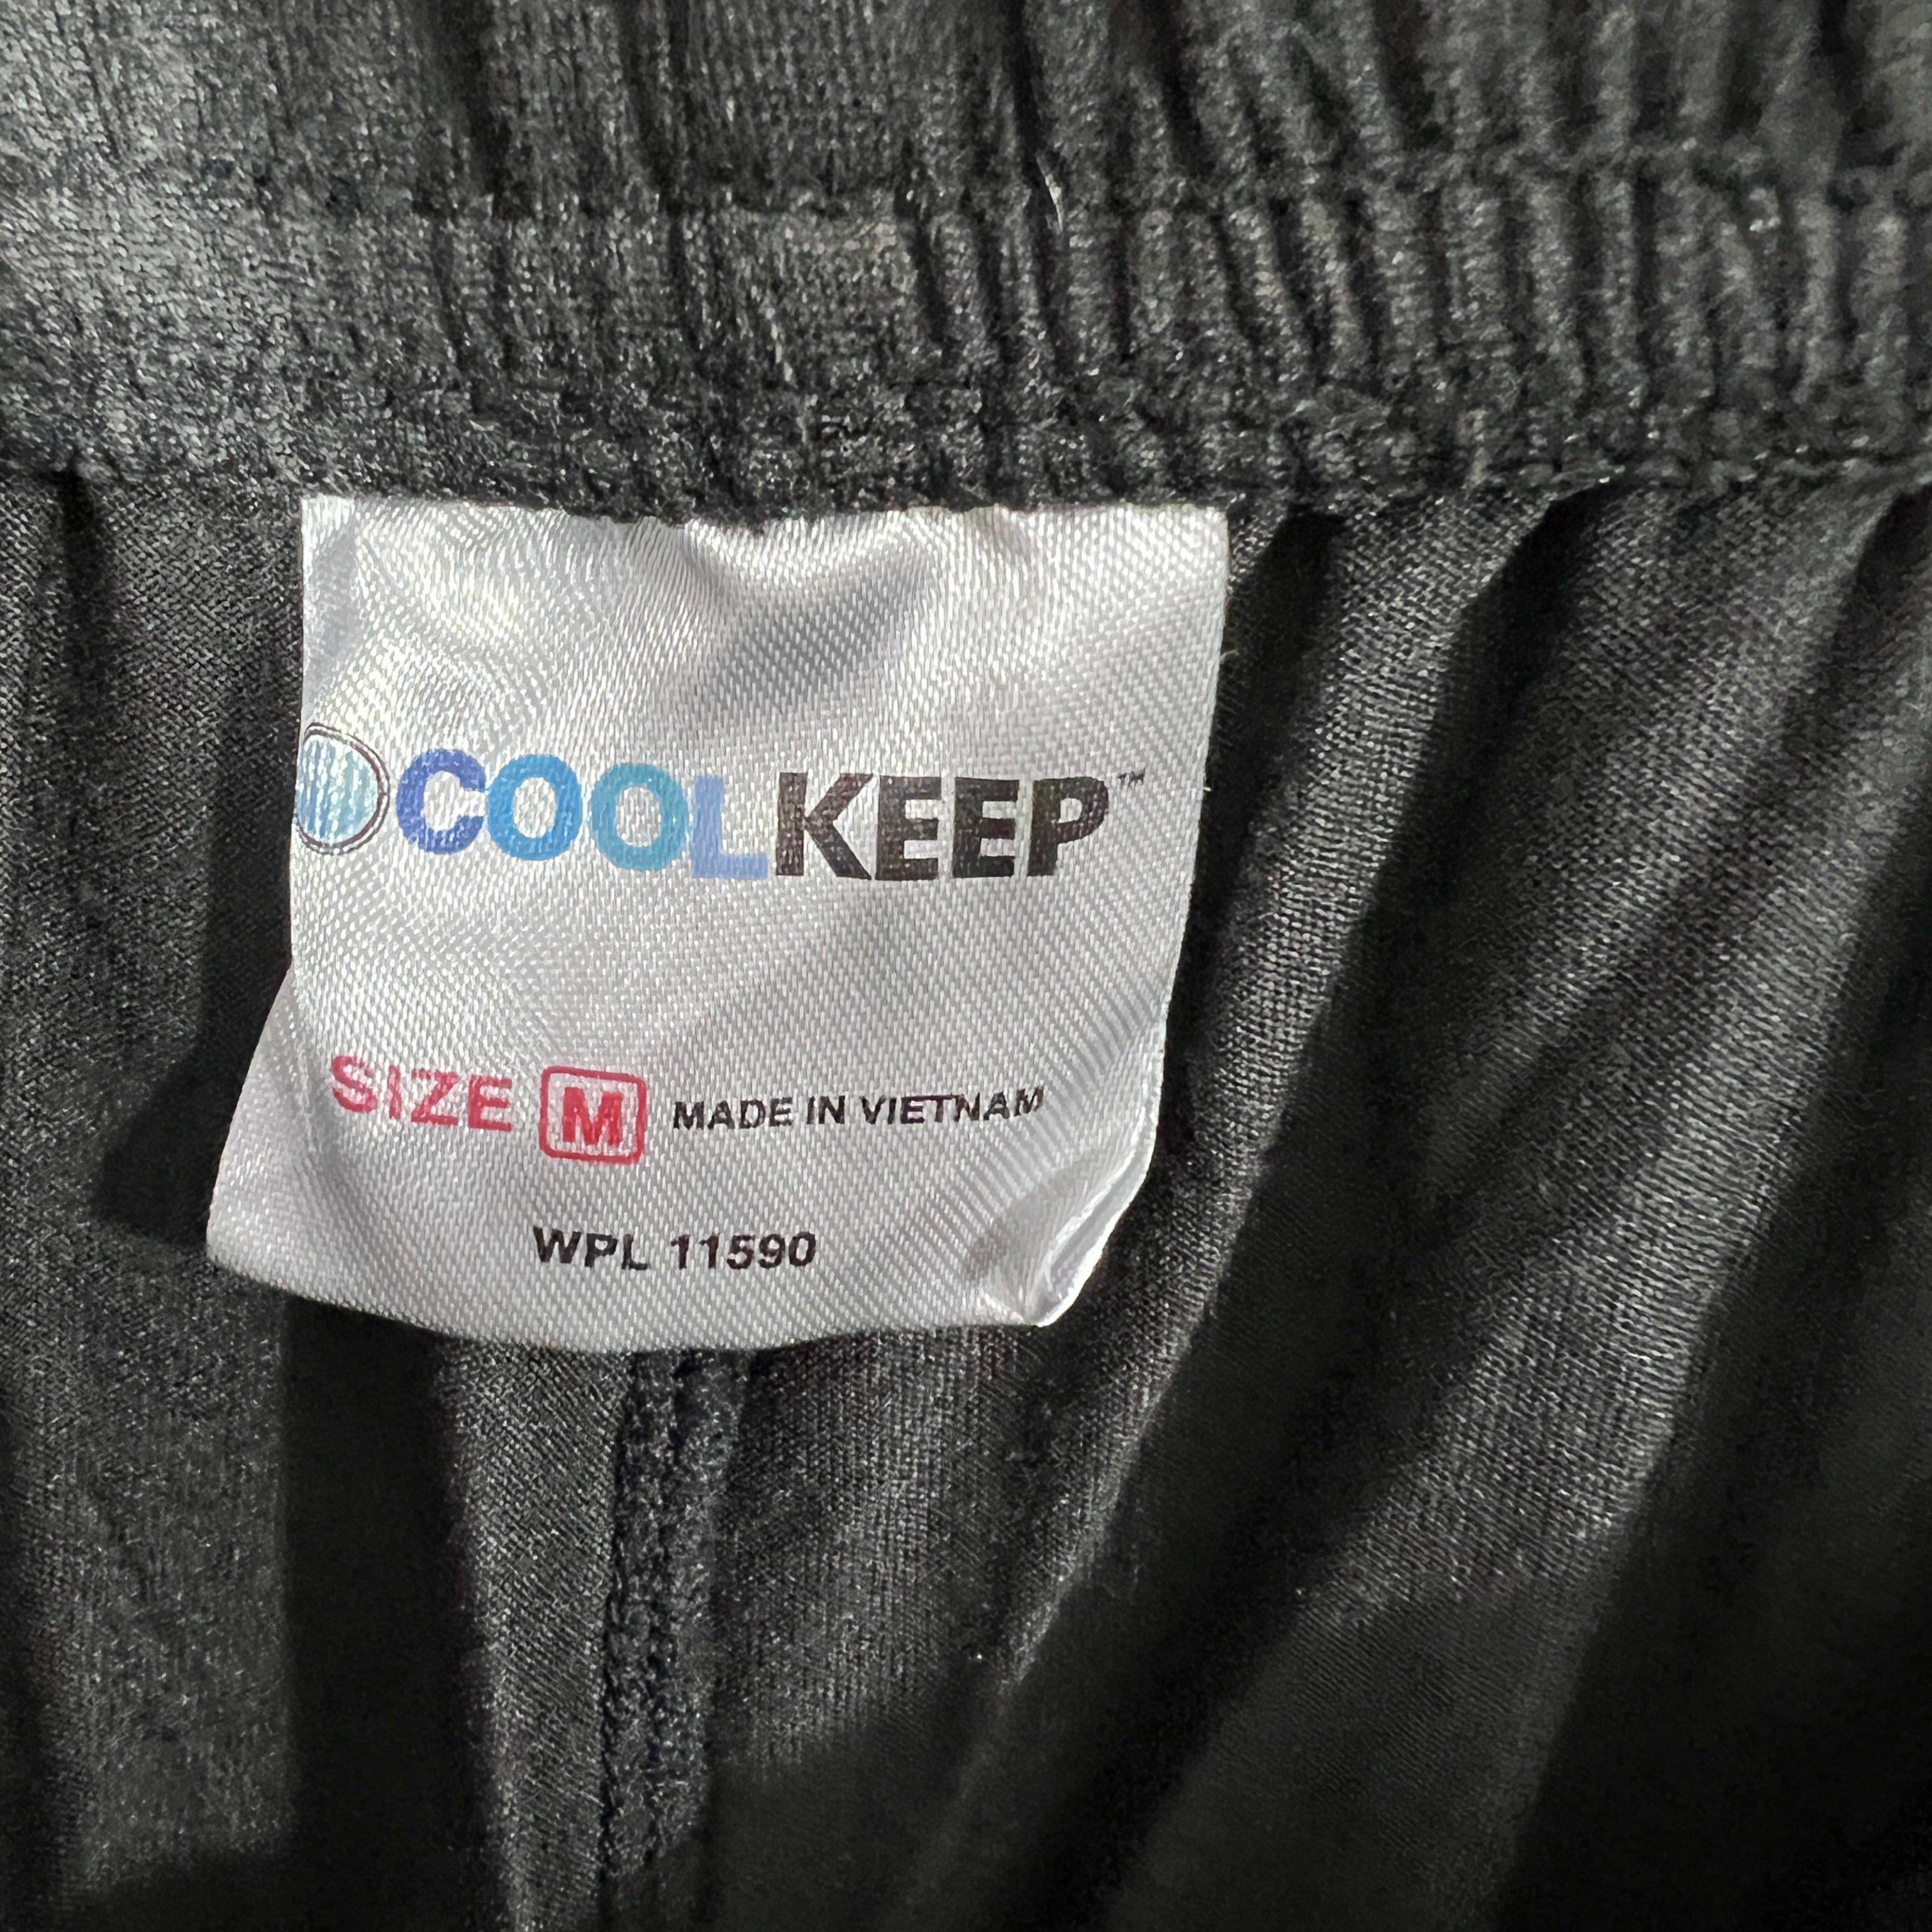 COOLKEEP™
SIZE M MADE IN VIETNAM
WPL 11590